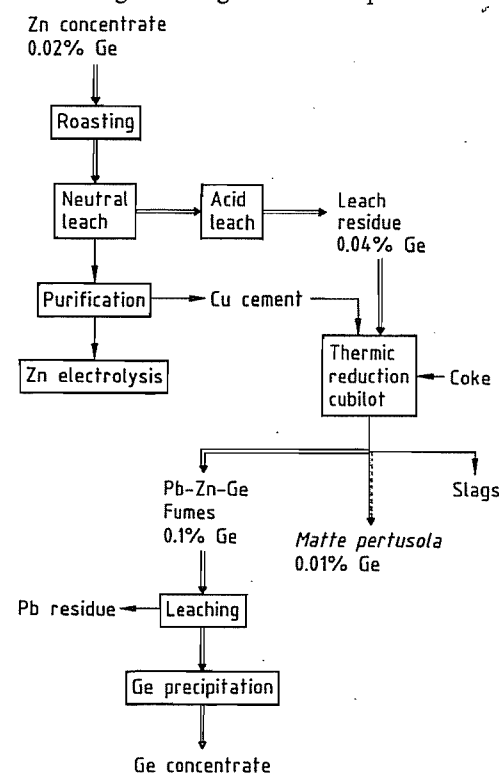 Zn concentrate
0.02% Ge
Roasting
Neutral
leach
Acid
leach
Leach
residue
0.04% Ge
Purification
Cu cement
Zn electrolysis
Thermic
reduction
cubilot
Coke
Pb-Zn-Ge
Fumes
0.1% Ge
Matte pertusola
0.01% Ge
Slags
Pb residue
Leaching
Ge precipitation
Ge concentrate